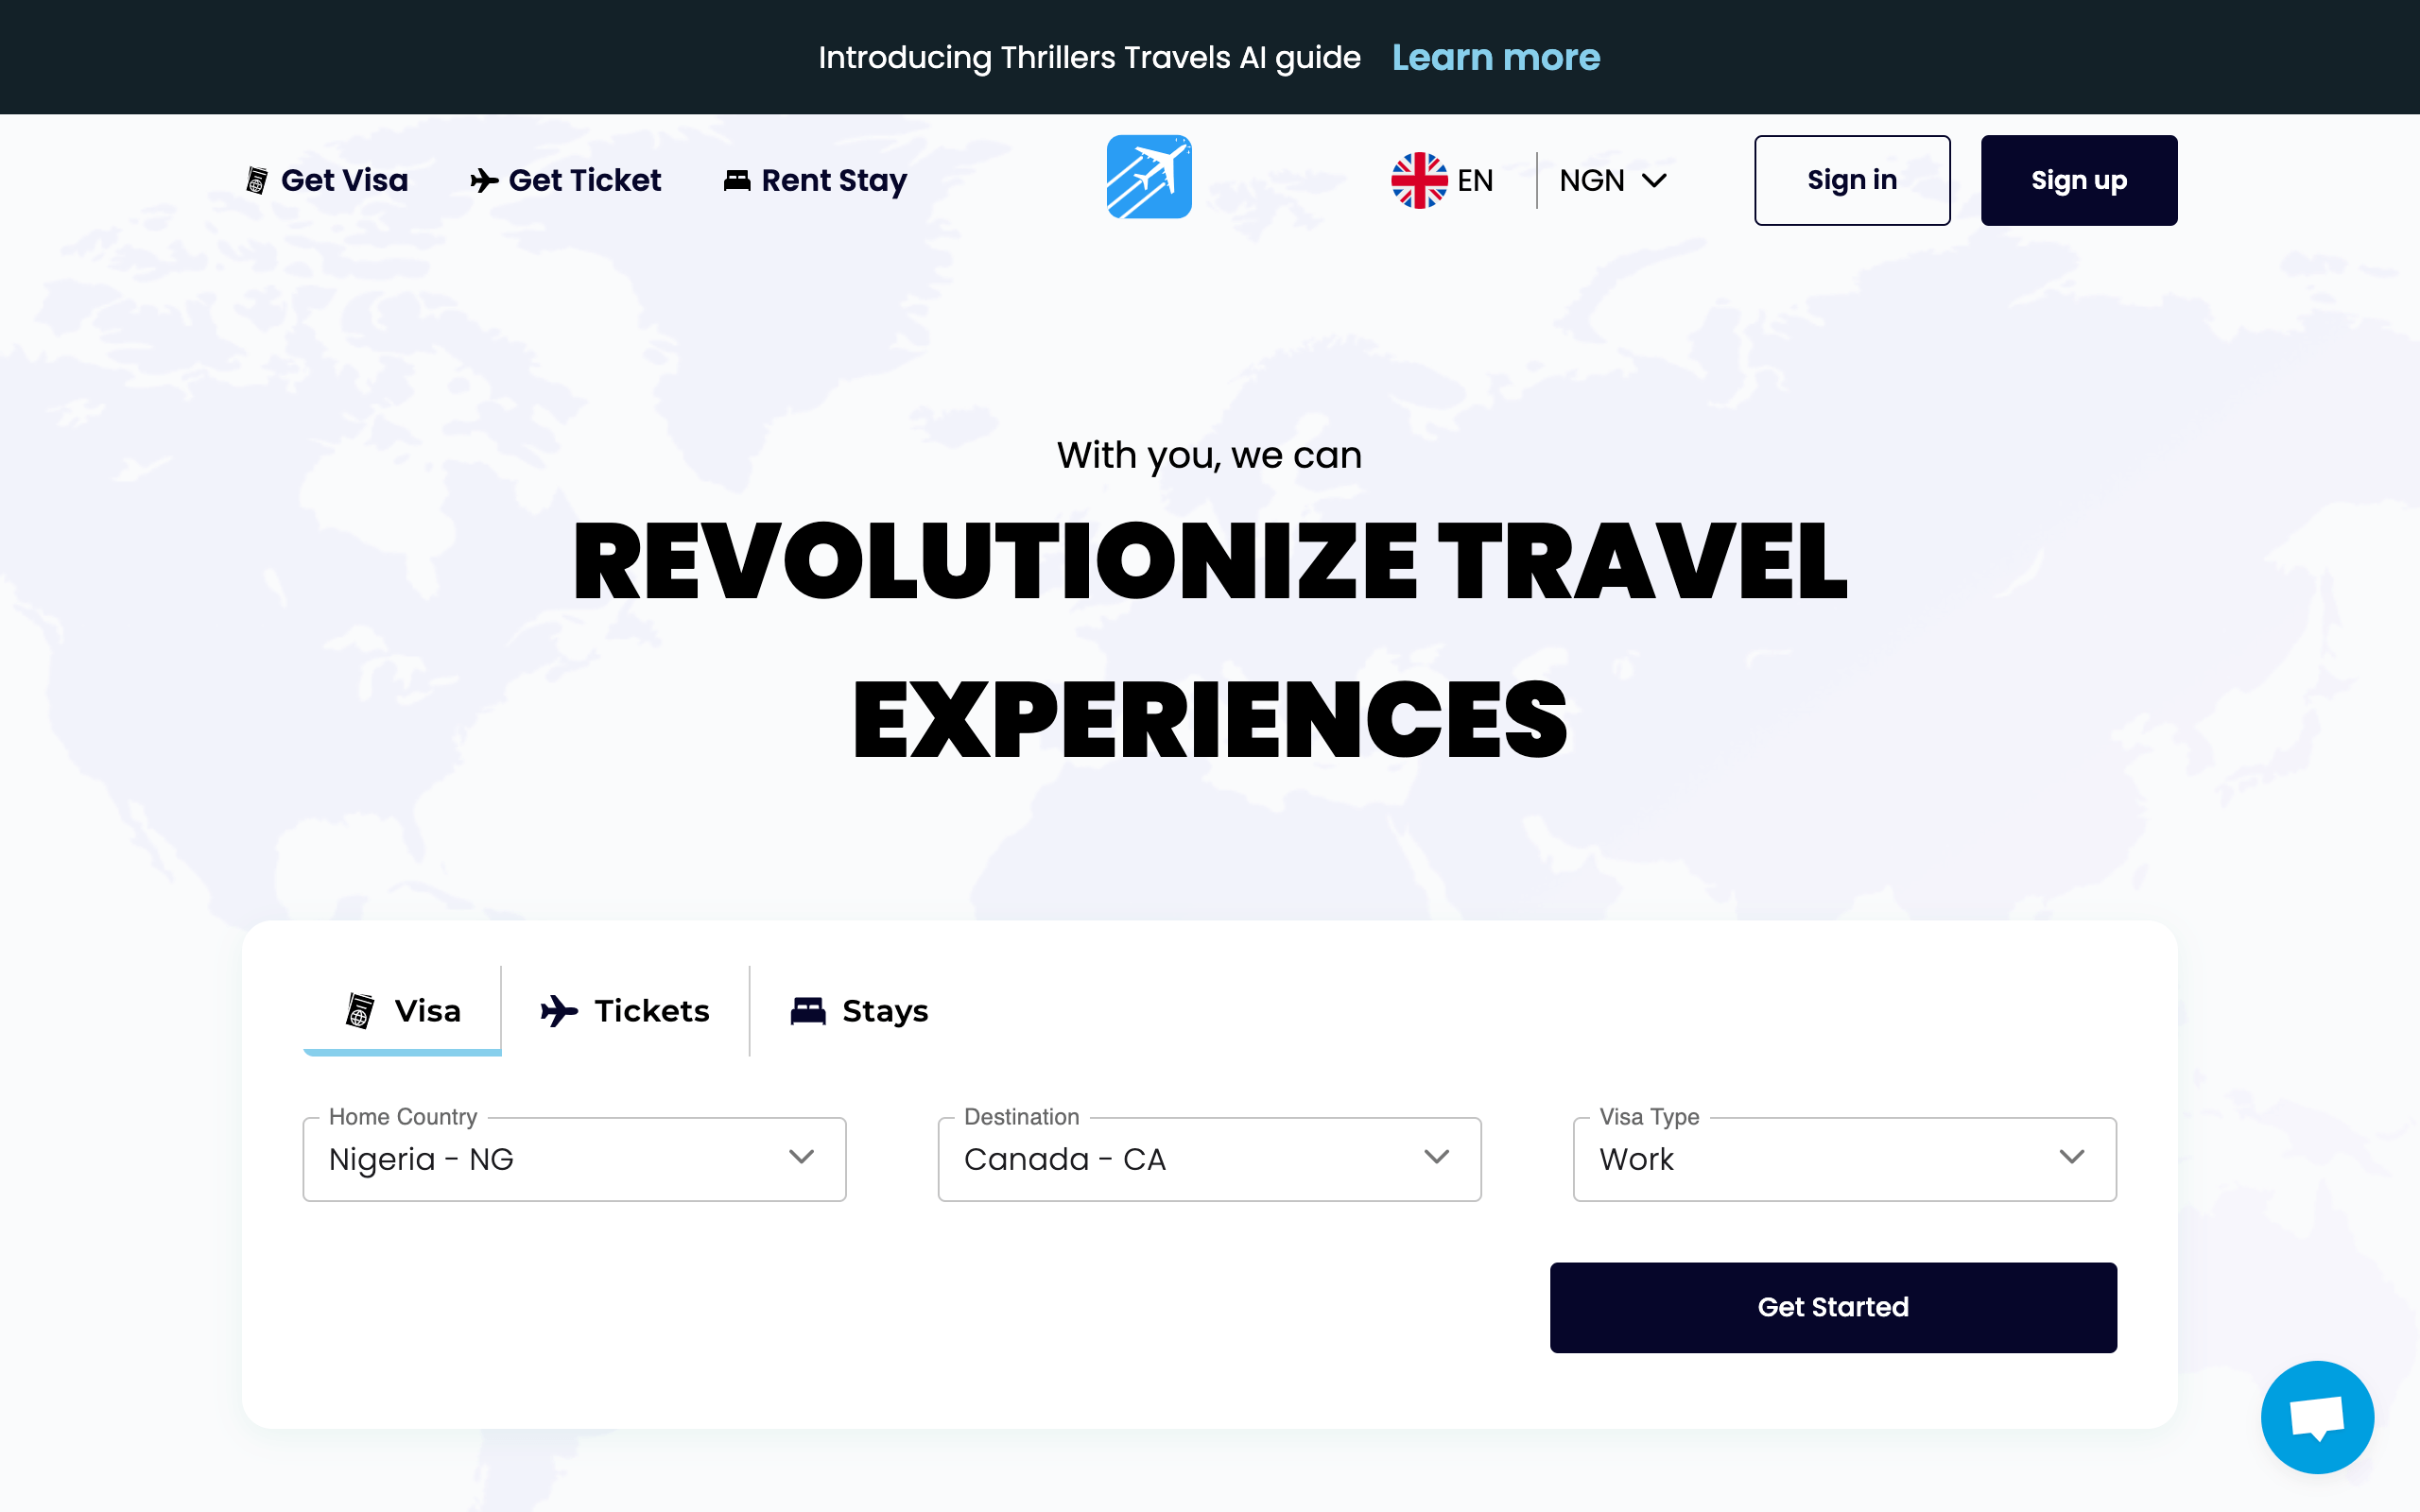 Introducing Thrillers Travels AI guide Learn more
Get Visa Get Ticket Rent Stay EN NGN Sign in Sign up
With you, we can
REVOLUTIONIZE TRAVEL
EXPERIENCES
Visa Tickets Stays
Home Country Destination Visa Type
Nigeria - NG Canada - CA Work
Get Started